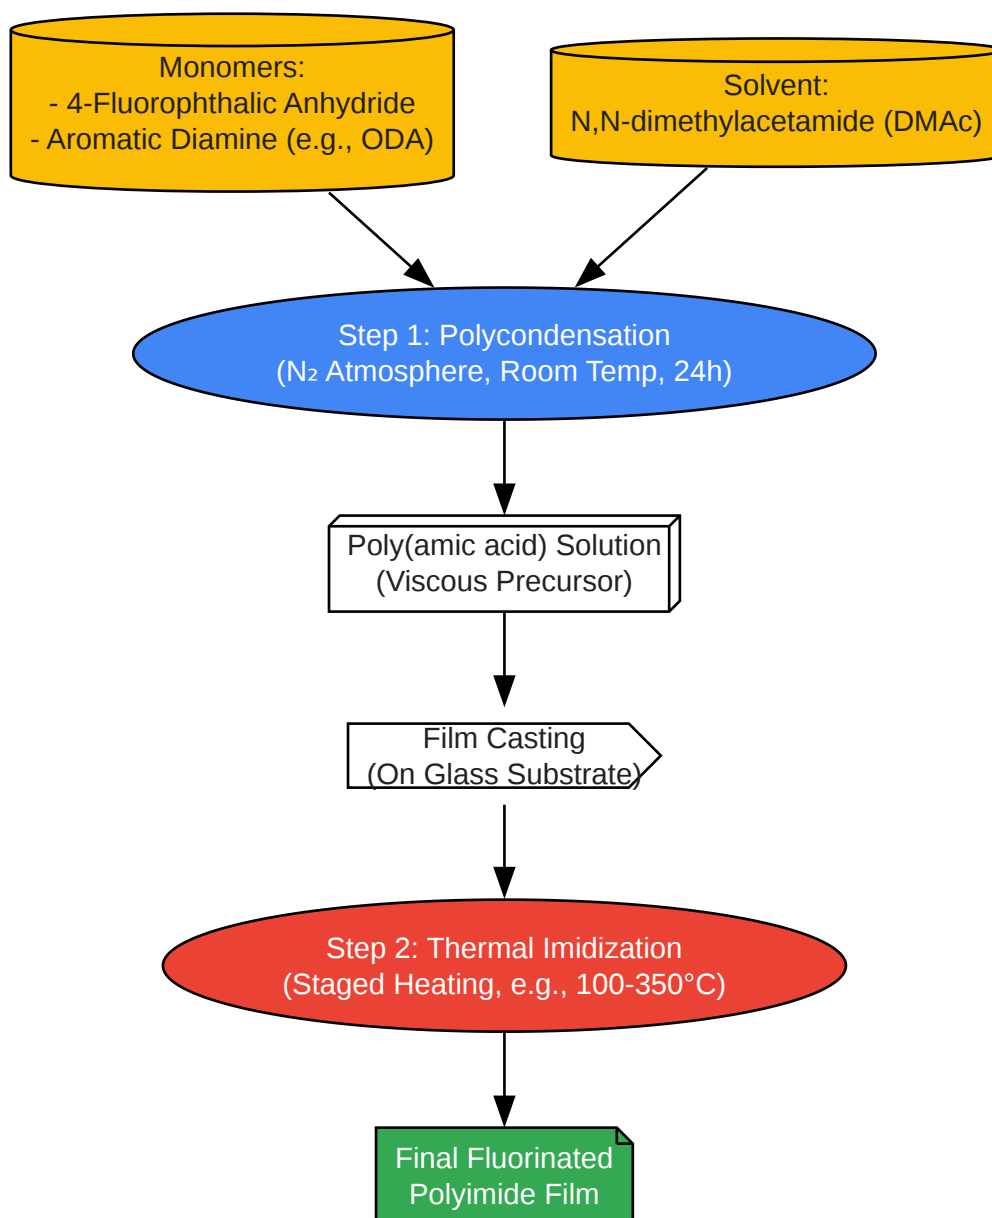 Monomers:
- 4-Fluorophthalic Anhydride
- Aromatic Diamine (e.g., ODA)
Solvent:
N,N-dimethylacetamide (DMAc)
Step 1: Polycondensation
(N₂ Atmosphere, Room Temp, 24h)
Poly(amic acid) Solution
(Viscous Precursor)
Film Casting
(On Glass Substrate)
Step 2: Thermal Imidization
(Staged Heating, e.g., 100-350°C)
Final Fluorinated
Polyimide Film